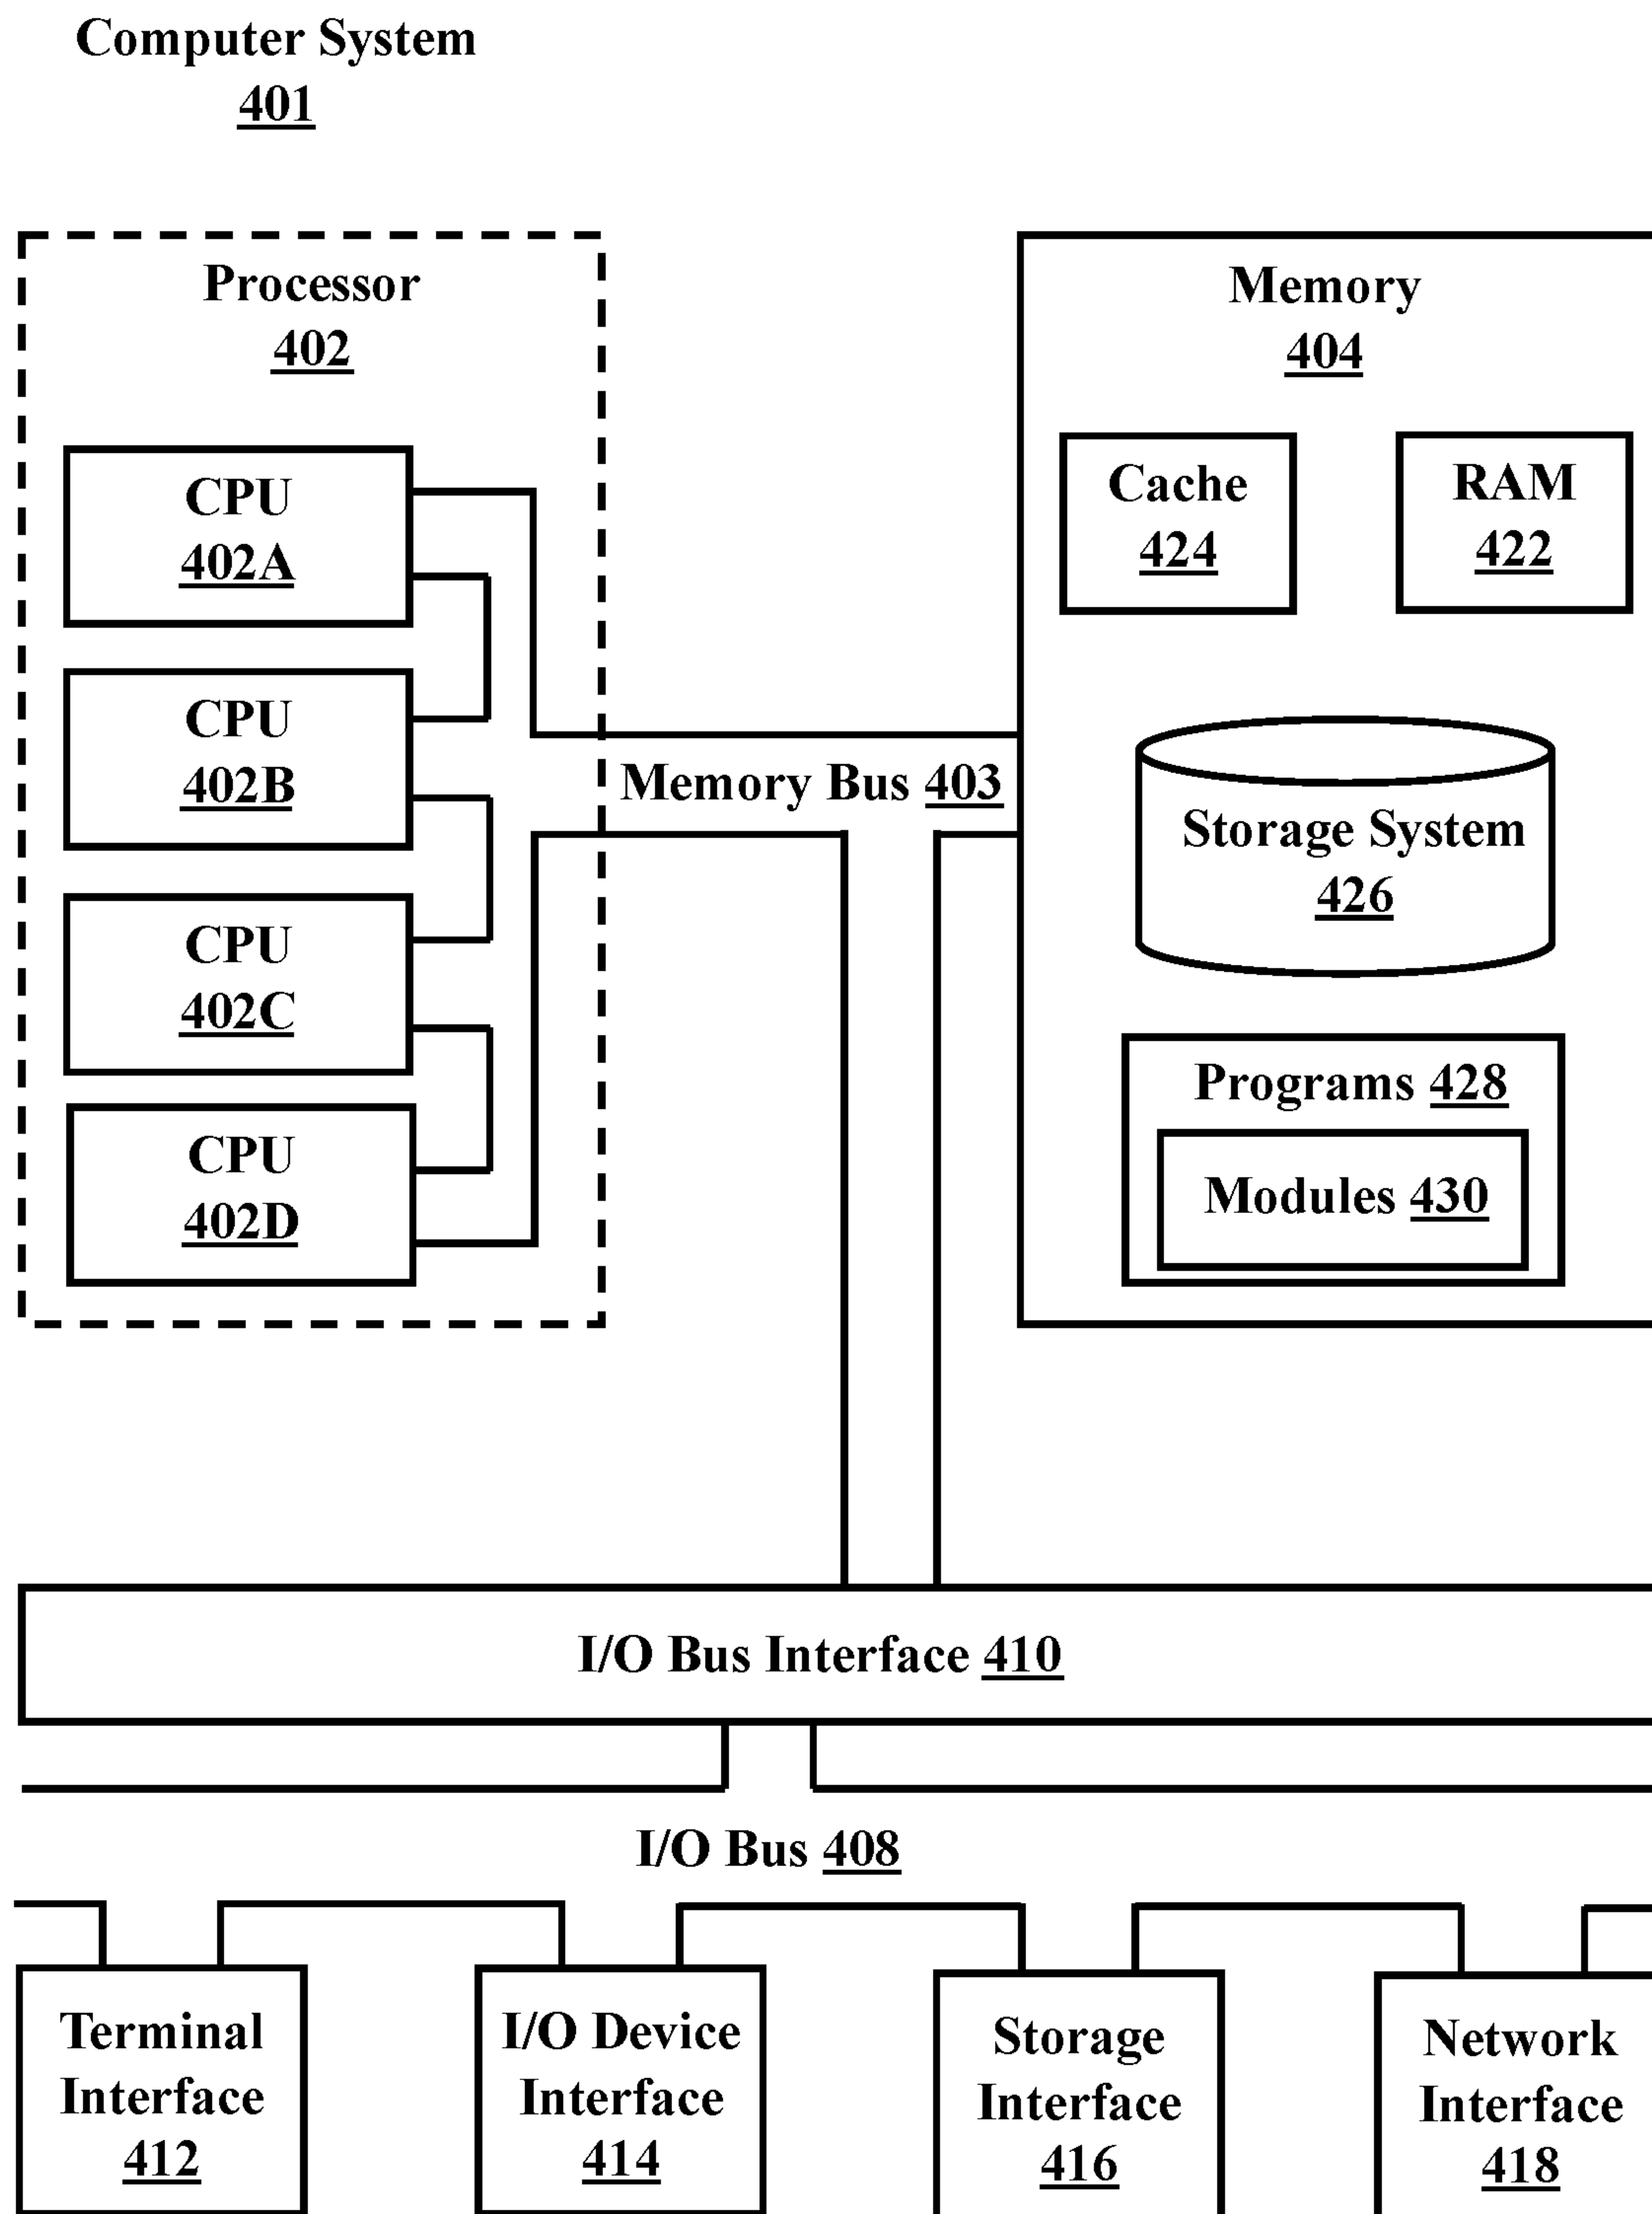 Computer System
401
Processor
402
CPU
402A
CPU
402B
CPU
402C
CPU
402D
Memory Bus 403
Memory
404
Cache
424
RAM
422
Storage System
426
Programs 428
Modules 430
I/O Bus Interface 410
I/O Bus 408
Terminal
Interface
412
I/O Device
Interface
414
Storage
Interface
416
Network
Interface
418